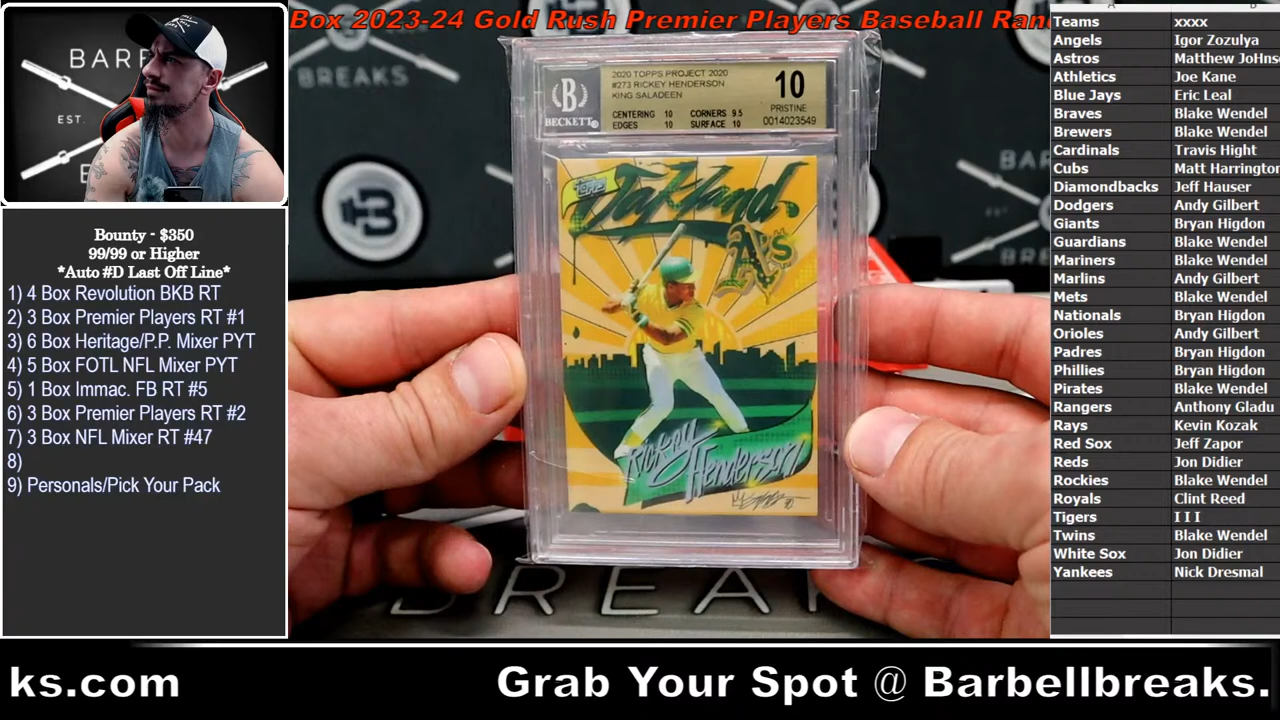 Box 2023-24 Gold Rush Premier Players Baseball Ran
BREAKS
EST.
Bounty - $350
99/99 or Higher
*Auto #D Last Off Line*
1) 4 Box Revolution BKB RT
2) 3 Box Premier Players RT #1
3) 6 Box Heritage/P.P. Mixer PYT
4) 5 Box FOTL NFL Mixer PYT
5) 1 Box Immac. FB RT #5
6) 3 Box Premier Players RT #2
7) 3 Box NFL Mixer RT #47
8)
9) Personals/Pick Your Pack
BECKETT
2020 TOPPS PROJECT 2020
#273 RICKEY HENDERSON
KING SALADEEN
CENTERING 10 CORNERS 9.5
EDGES 10 SURFACE 10
10
PRISTINE
0014023549
TOPPS
Oakland
A's
Rickey
Henderson
BREAK
Teams xxxx
Angels Igor Zozulya
Astros Matthew JoHns
Athletics Joe Kane
Blue Jays Eric Leal
Braves Blake Wendel
Brewers Blake Wendel
Cardinals Travis Hight
Cubs Matt Harrington
Diamondbacks Jeff Hauser
Dodgers Andy Gilbert
Giants Bryan Higdon
Guardians Blake Wendel
Mariners Blake Wendel
Marlins Andy Gilbert
Mets Blake Wendel
Nationals Bryan Higdon
Orioles Andy Gilbert
Padres Bryan Higdon
Phillies Bryan Higdon
Pirates Blake Wendel
Rangers Anthony Gladu
Rays Kevin Kozak
Red Sox Jeff Zapor
Reds Jon Didier
Rockies Blake Wendel
Royals Clint Reed
Tigers I I I
Twins Blake Wendel
White Sox Jon Didier
Yankees Nick Dresmal
ks.com Grab Your Spot @ Barbellbreaks.